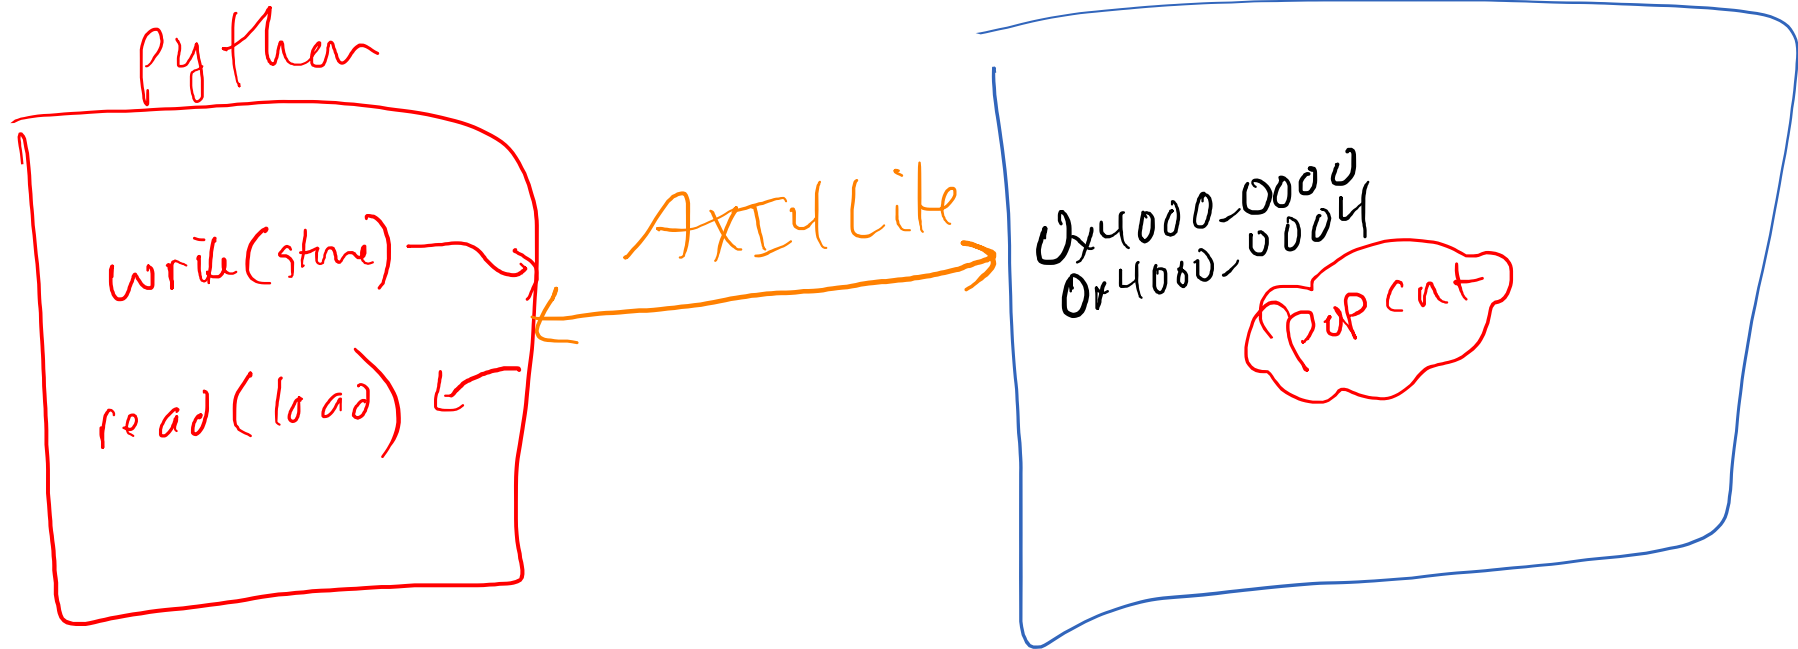 Python
write(store)
read(load)
AXI4 Lite
0x4000_0000
0x4000_0004
popcnt